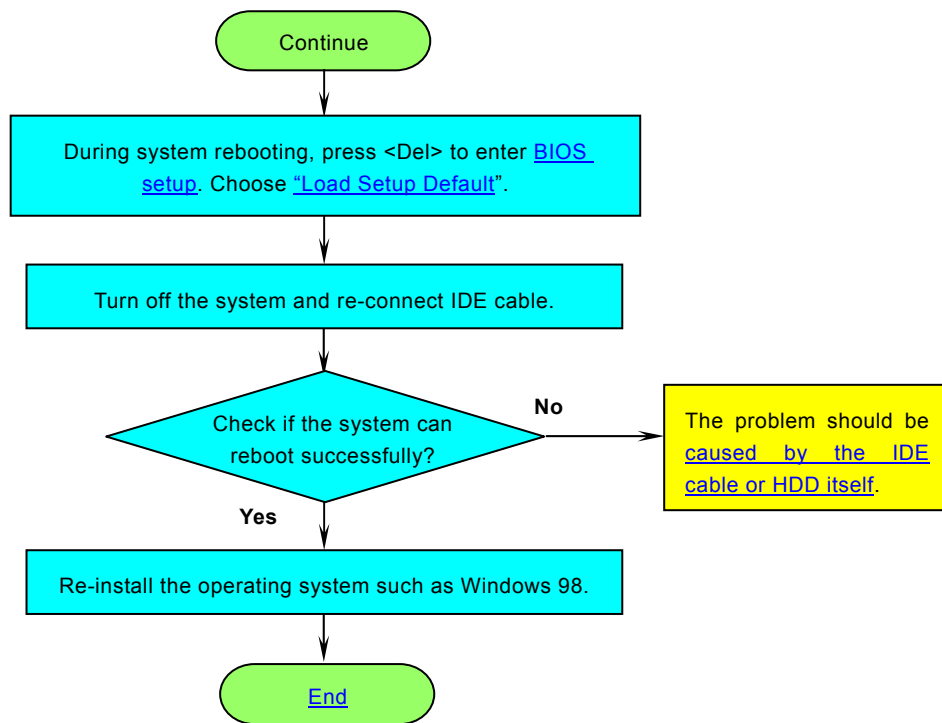 Continue
During system rebooting, press <Del> to enter BIOS
setup. Choose “Load Setup Default”.
Turn off the system and re-connect IDE cable.
Check if the system can
reboot successfully?
No
The problem should be
caused by the IDE
cable or HDD itself.
Yes
Re-install the operating system such as Windows 98.
End